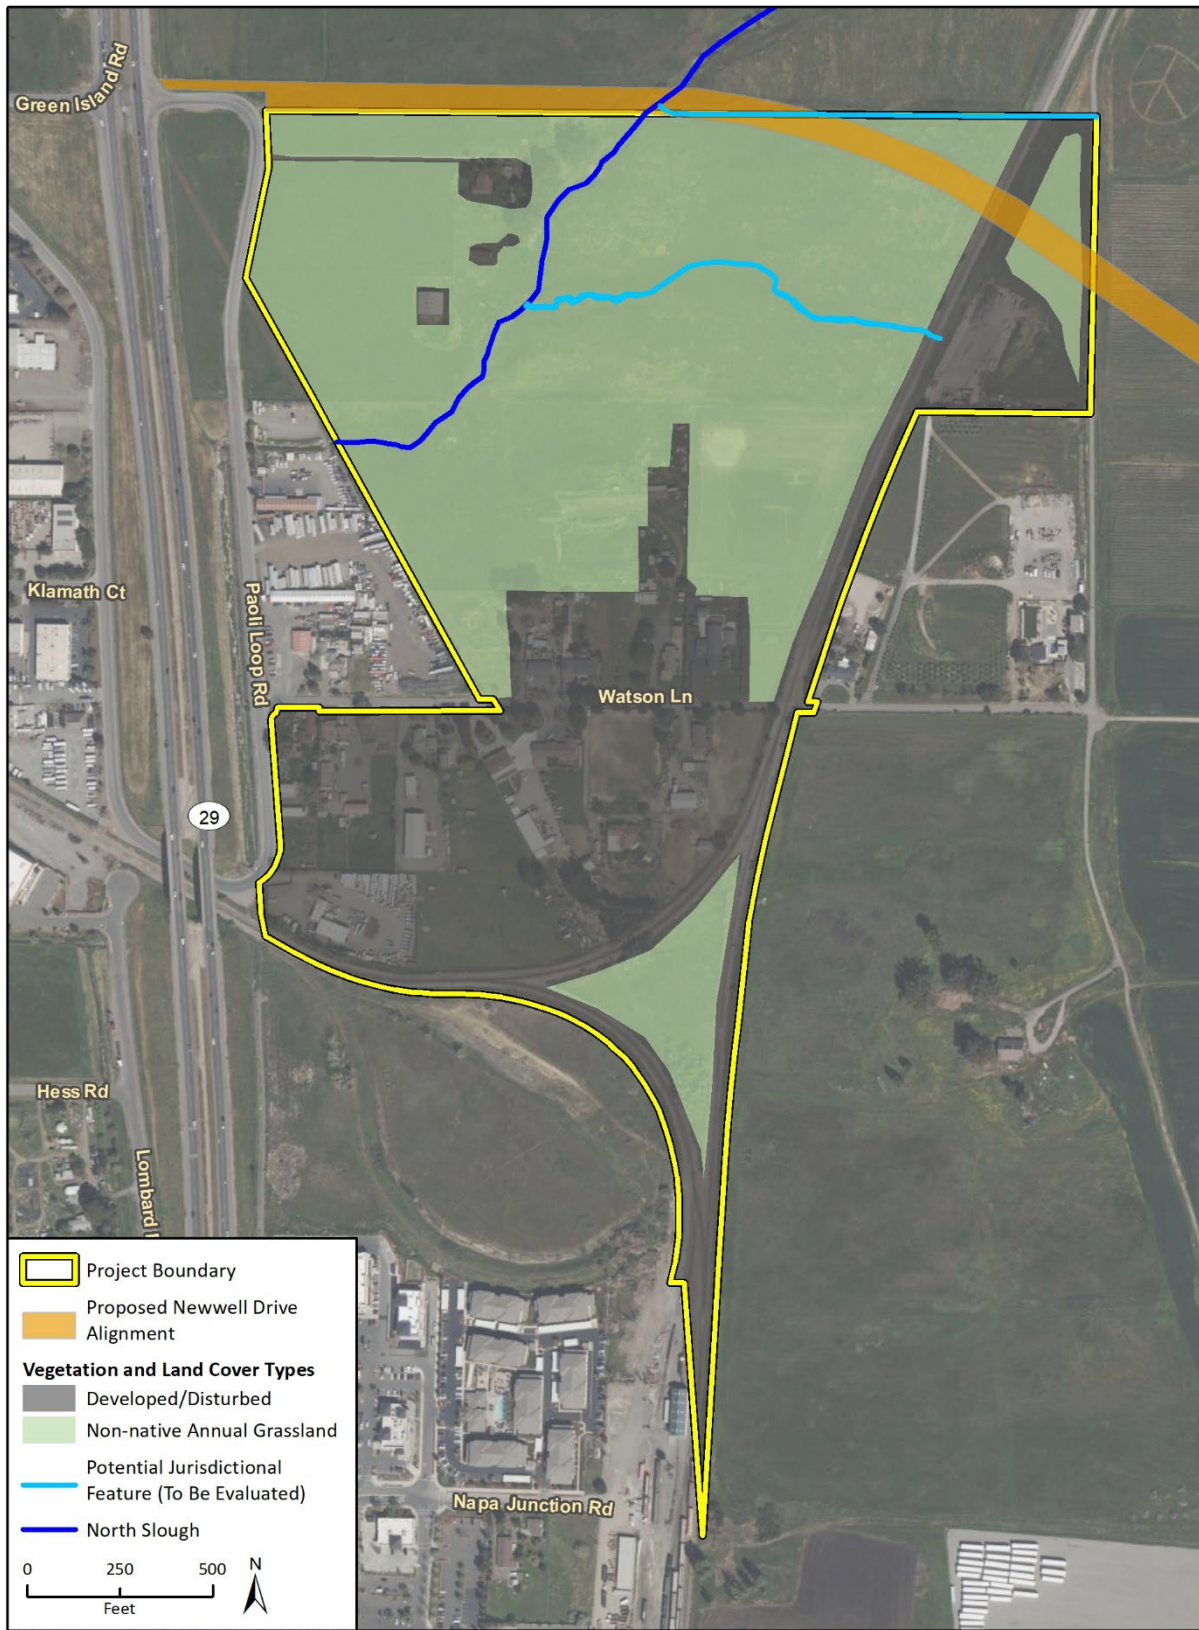 Green Island Rd
Klamath Ct
Paoli Loop Rd
Watson Ln
29
Hess Rd
Lombard
Napa Junction Rd
Project Boundary
Proposed Newwell Drive
Alignment
Vegetation and Land Cover Types
Developed/Disturbed
Non-native Annual Grassland
Potential Jurisdictional
Feature (To Be Evaluated)
North Slough
0 250 500
Feet
N